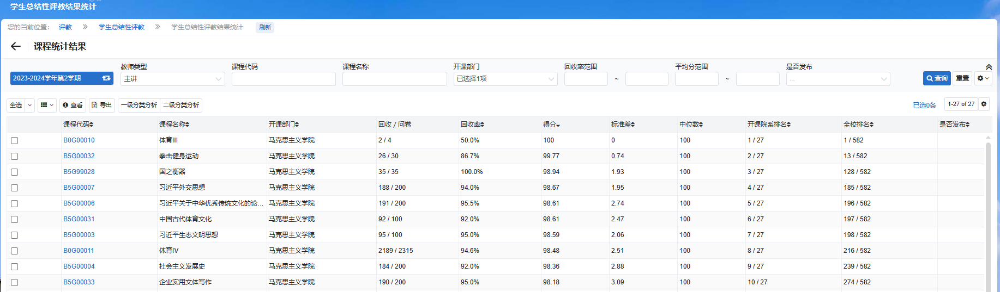 学生总结性评教结果统计
您的当前位置： 评教 学生总结性评教 学生总结性评教结果统计 刷新
课程统计结果
教师类型 课程代码 课程名称 开课部门 回收率范围 平均分范围 是否发布
2023-2024学年第2学期 主讲 已选择1项 ~ ~ ... 查询 重置
全选 查看 导出 一级分类分析 二级分类分析 已选0条 1-27 of 27
课程代码 课程名称 开课部门 回收 / 问卷 回收率 得分 标准差 中位数 开课院系排名 全校排名 是否发布
B0G00010 体育III 马克思主义学院 2 / 4 50.0% 100 0 100 1 / 27 1 / 582
B5G00032 拳击健身运动 马克思主义学院 26 / 30 86.7% 99.77 0.74 100 2 / 27 13 / 582
B5G99028 国之衡器 马克思主义学院 35 / 35 100.0% 98.94 1.93 100 3 / 27 128 / 582
B5G00007 习近平外交思想 马克思主义学院 188 / 200 94.0% 98.67 1.95 100 4 / 27 185 / 582
B5G00006 习近平关于中华优秀传统文化的论... 马克思主义学院 191 / 200 95.5% 98.61 2.74 100 5 / 27 196 / 582
B5G00031 中国古代体育文化 马克思主义学院 92 / 100 92.0% 98.61 2.47 100 6 / 27 197 / 582
B5G00003 习近平生态文明思想 马克思主义学院 95 / 100 95.0% 98.59 2.06 100 7 / 27 198 / 582
B0G00011 体育IV 马克思主义学院 2189 / 2315 94.6% 98.48 2.51 100 8 / 27 216 / 582
B5G00004 社会主义发展史 马克思主义学院 184 / 200 92.0% 98.36 2.88 100 9 / 27 239 / 582
B5G00033 企业实用文体写作 马克思主义学院 190 / 200 95.0% 98.18 3.09 100 10 / 27 274 / 582